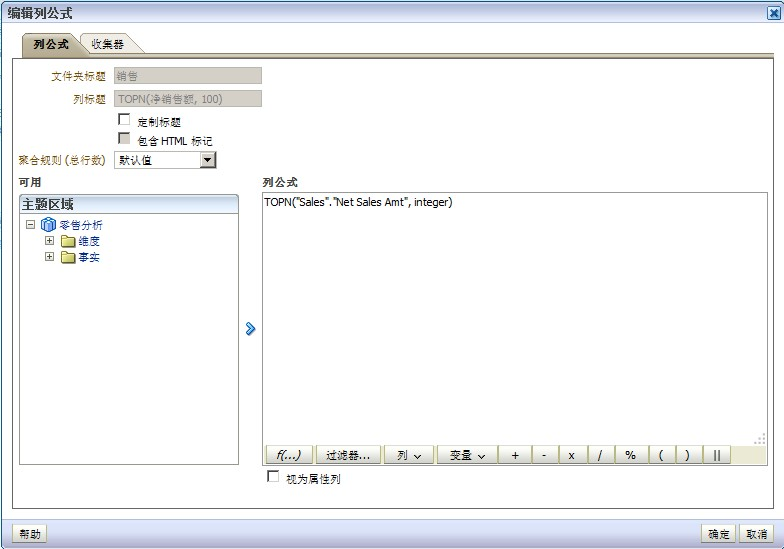 编辑列公式
列公式
收集器
文件夹标题 销售
列标题 TOPN(净销售额, 100)
定制标题
包含 HTML 标记
聚合规则 (总行数) 默认值
可用
列公式
主题区域
零售分析
维度
事实
TOPN("Sales"."Net Sales Amt", integer)
f(...) 过滤器... 列 变量 + - x / % ( ) ||
视为属性列
帮助
确定 取消